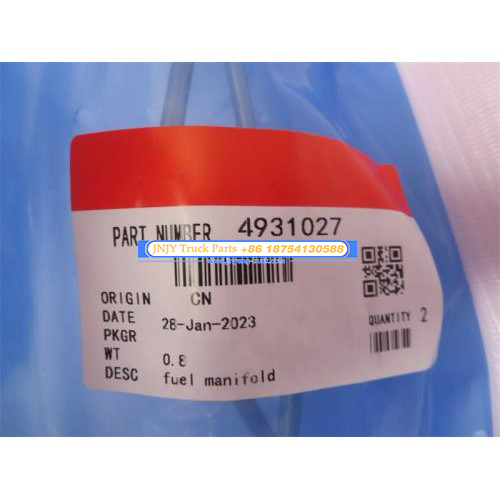 PART NUMBER 4931027
JNJY Truck Parts +86 18754130588
ORIGIN CN
DATE 28-Jan-2023
PKGR
QUANTITY 2
WT 0.8
DESC fuel manifold